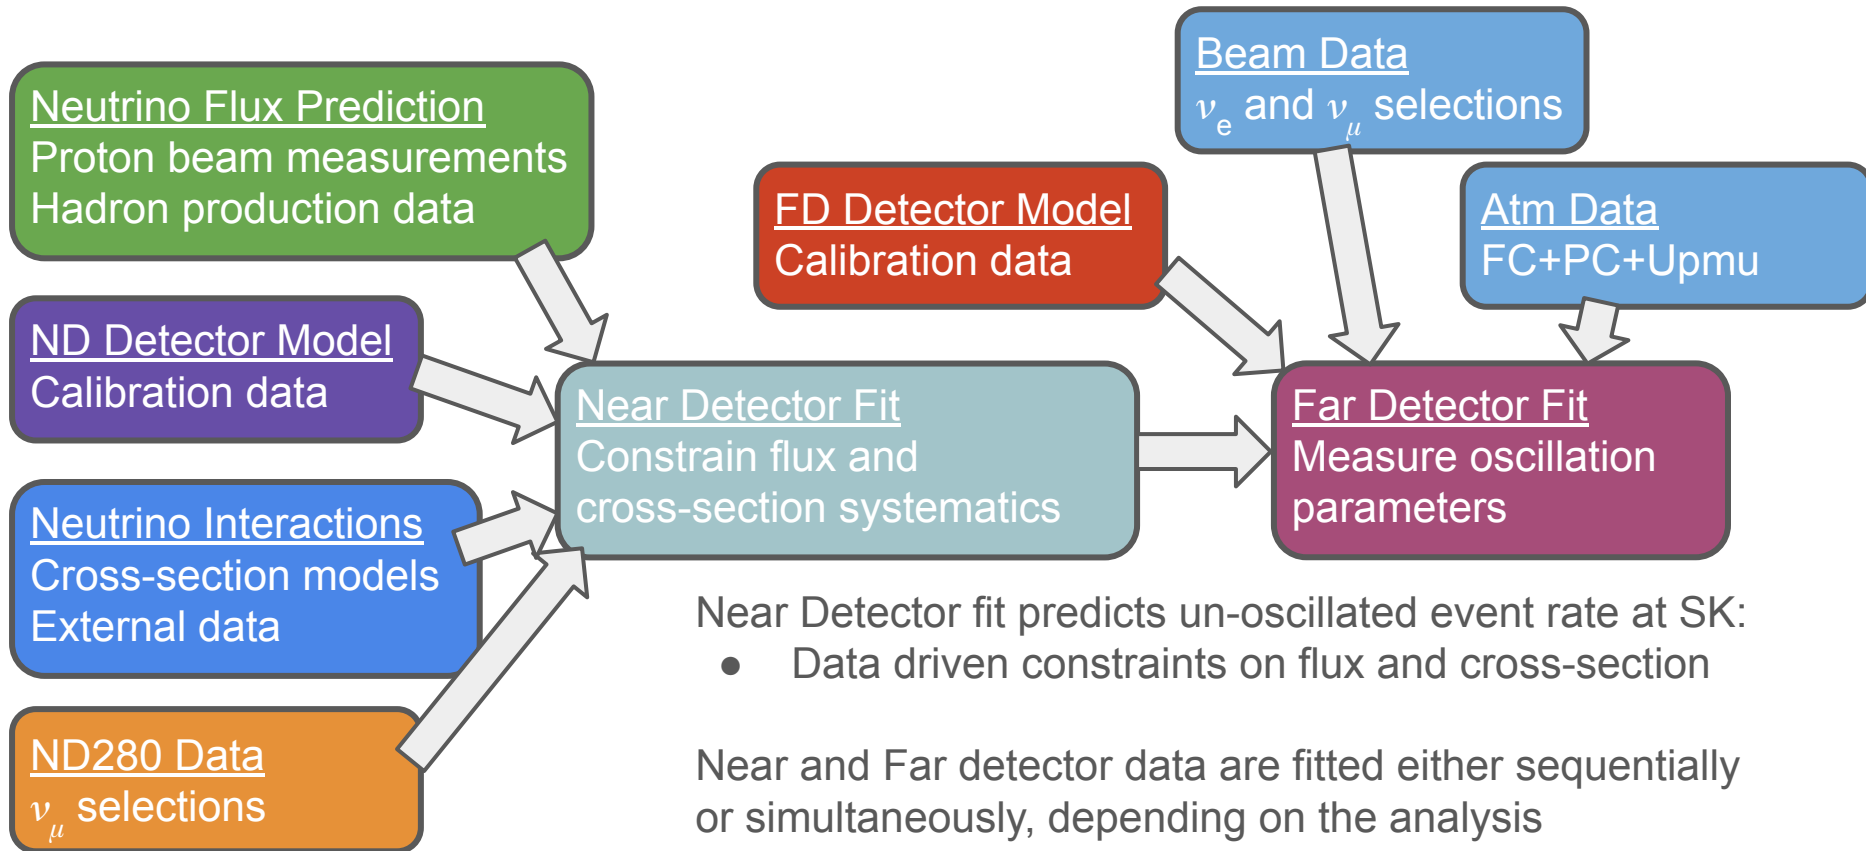 Neutrino Flux Prediction
Proton beam measurements
Hadron production data
ND Detector Model
Calibration data
Neutrino Interactions
Cross-section models
External data
ND280 Data
νμ selections
Near Detector Fit
Constrain flux and
cross-section systematics
FD Detector Model
Calibration data
Beam Data
νe and νμ selections
Atm Data
FC+PC+Upmu
Far Detector Fit
Measure oscillation
parameters
Near Detector fit predicts un-oscillated event rate at SK:
● Data driven constraints on flux and cross-section
Near and Far detector data are fitted either sequentially
or simultaneously, depending on the analysis